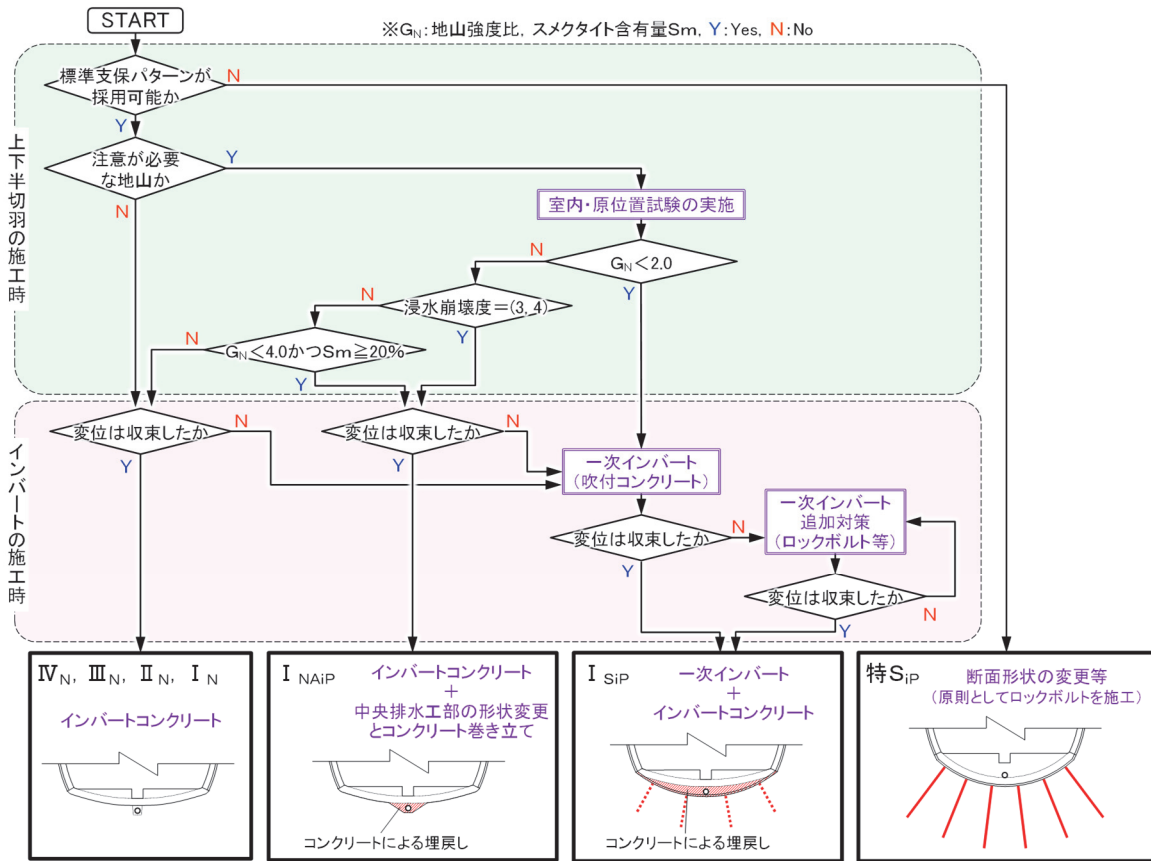 START
※GN:地山強度比，スメクタイト含有量Sm，Y:Yes，N:No
上下半切羽の施工時
標準支保パターンが
採用可能か
N
Y
注意が必要
な地山か
Y
N
室内・原位置試験の実施
GN＜2.0
N
Y
浸水崩壊度＝(3,4)
N
Y
GN＜4.0かつSm≧20%
N
Y
インバートの施工時
変位は収束したか
N
Y
変位は収束したか
N
Y
一次インバート
(吹付コンクリート)
変位は収束したか
N
Y
一次インバート
追加対策
(ロックボルト等)
変位は収束したか
N
Y
ⅣN，ⅢN，ⅡN，ⅠN
インバートコンクリート
ⅠNAiP
インバートコンクリート
＋
中央排水工部の形状変更
とコンクリート巻き立て
コンクリートによる埋戻し
ⅠSiP
一次インバート
＋
インバートコンクリート
コンクリートによる埋戻し
特SiP
断面形状の変更等
(原則としてロックボルトを施工)